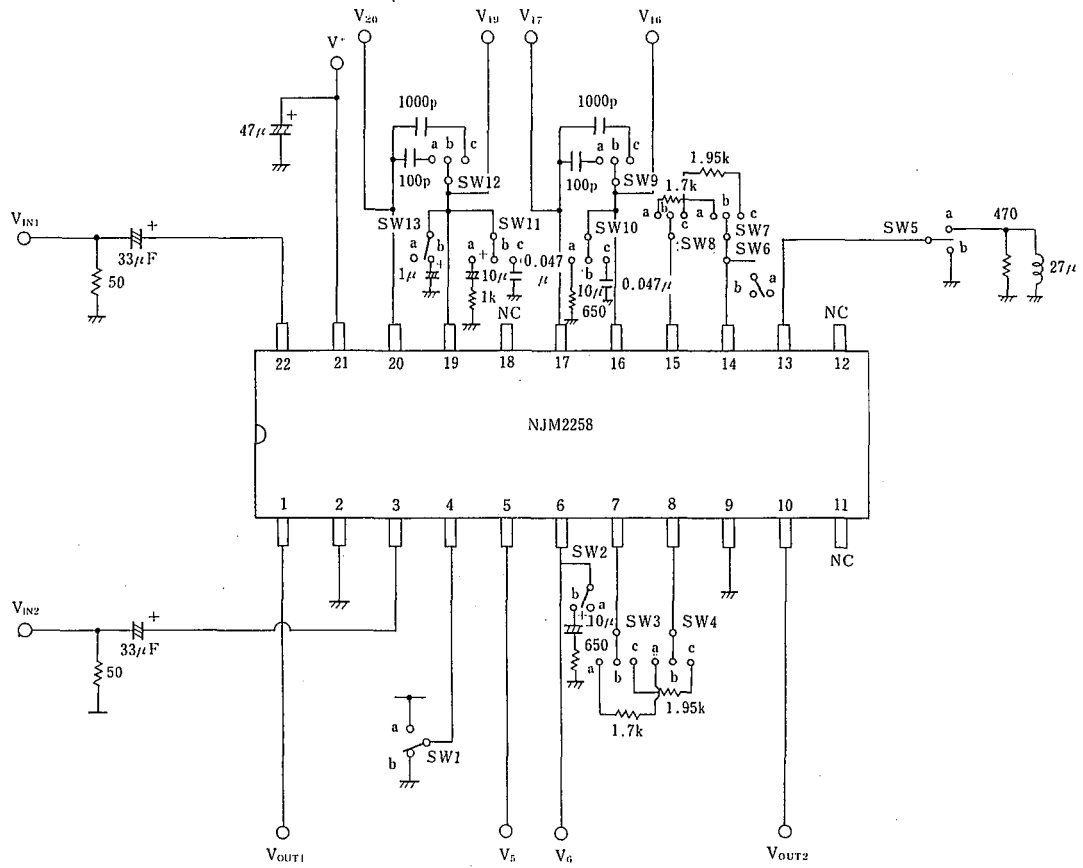 V20
V19
V17
V16
V+
1000p
1000p
47μ
+
a
b
c
a
b
c
1.95k
100p
SW12
100p
SW9
1.7k
a
b
c
a
b
c
VIN1
+
33μF
50
SW13
SW11
SW10
SW8
SW7
SW6
SW5
a
b
470
27μ
a
b
a
b
c
a
b
c
b
a
+
1μ
+
10μ
1k
0.047
μ
10μ
650
0.047μ
NC
NC
22
21
20
19
18
17
16
15
14
13
12
NJM2258
1
2
3
4
5
6
7
8
9
10
11
NC
SW2
b
a
+
10μ
650
SW3
SW4
a
b
c
a
b
c
1.95k
1.7k
VIN2
+
33μF
50
a
b
SW1
VOUT1
V5
V6
VOUT2